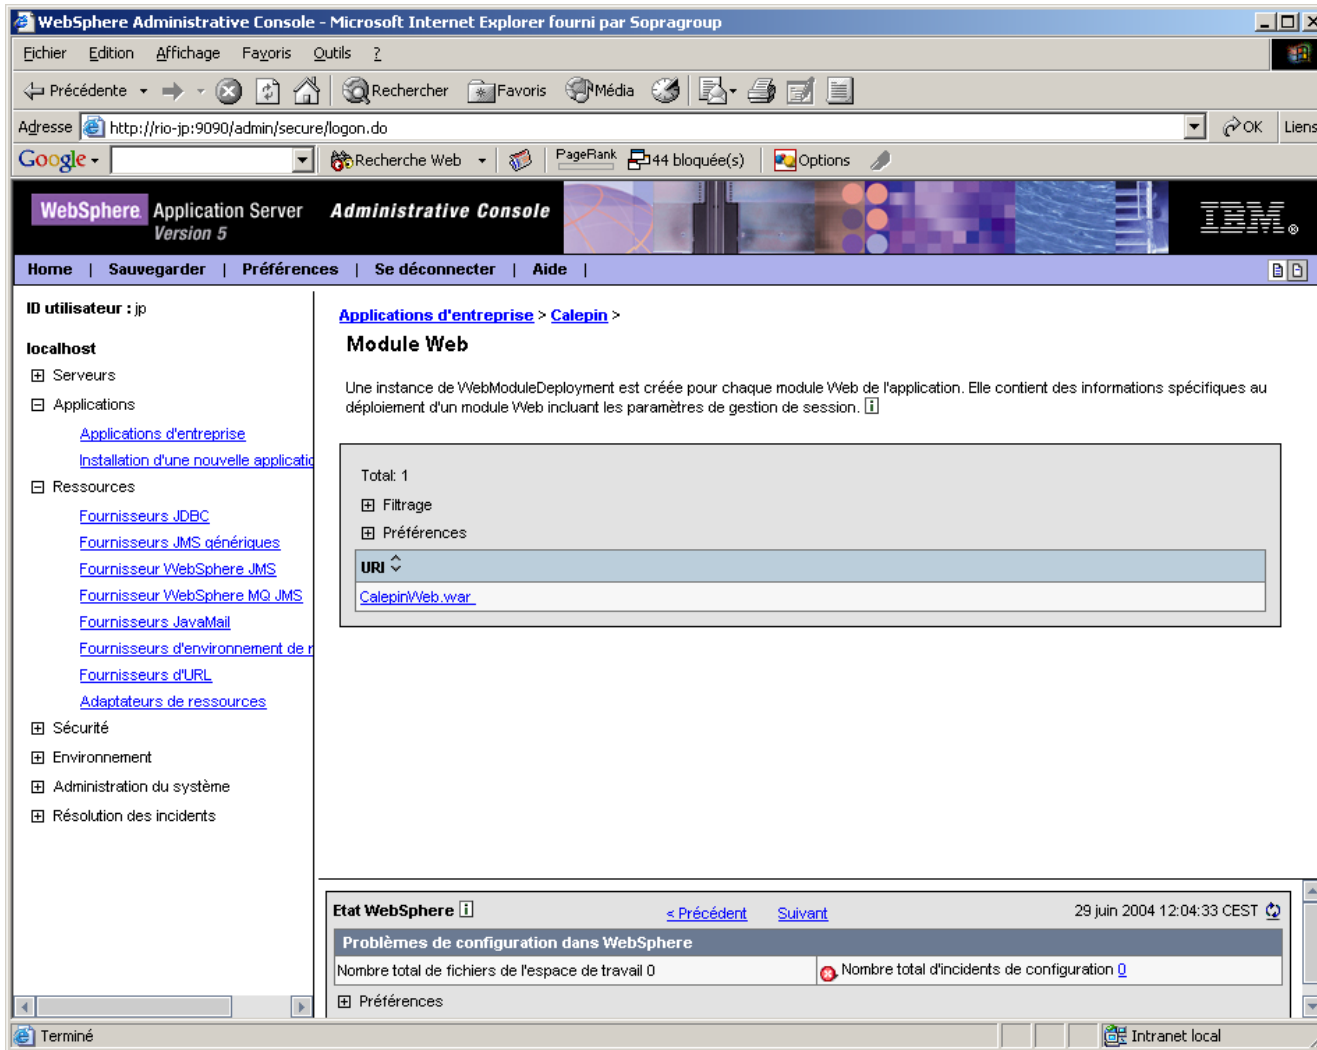 WebSphere Administrative Console - Microsoft Internet Explorer fourni par Sopragroup
Fichier Edition Affichage Favoris Outils ?
Précédente Rechercher Favoris Média
Adresse http://rio-jp:9090/admin/secure/logon.do OK Liens
Google Recherche Web PageRank 44 bloquée(s) Options
WebSphere Application Server Administrative Console
Version 5
IBM®
Home | Sauvegarder | Préférences | Se déconnecter | Aide |
ID utilisateur : jp
localhost
Serveurs
Applications
Applications d'entreprise
Installation d'une nouvelle applicatio
Ressources
Fournisseurs JDBC
Fournisseurs JMS génériques
Fournisseur WebSphere JMS
Fournisseur WebSphere MQ JMS
Fournisseurs JavaMail
Fournisseurs d'environnement de r
Fournisseurs d'URL
Adaptateurs de ressources
Sécurité
Environnement
Administration du système
Résolution des incidents
Applications d'entreprise > Calepin >
Module Web
Une instance de WebModuleDeployment est créée pour chaque module Web de l'application. Elle contient des informations spécifiques au
déploiement d'un module Web incluant les paramètres de gestion de session. i
Total: 1
Filtrage
Préférences
URI
CalepinWeb.war
Etat WebSphere i < Précédent Suivant 29 juin 2004 12:04:33 CEST
Problèmes de configuration dans WebSphere
Nombre total de fichiers de l'espace de travail 0 Nombre total d'incidents de configuration 0
Préférences
Terminé Intranet local